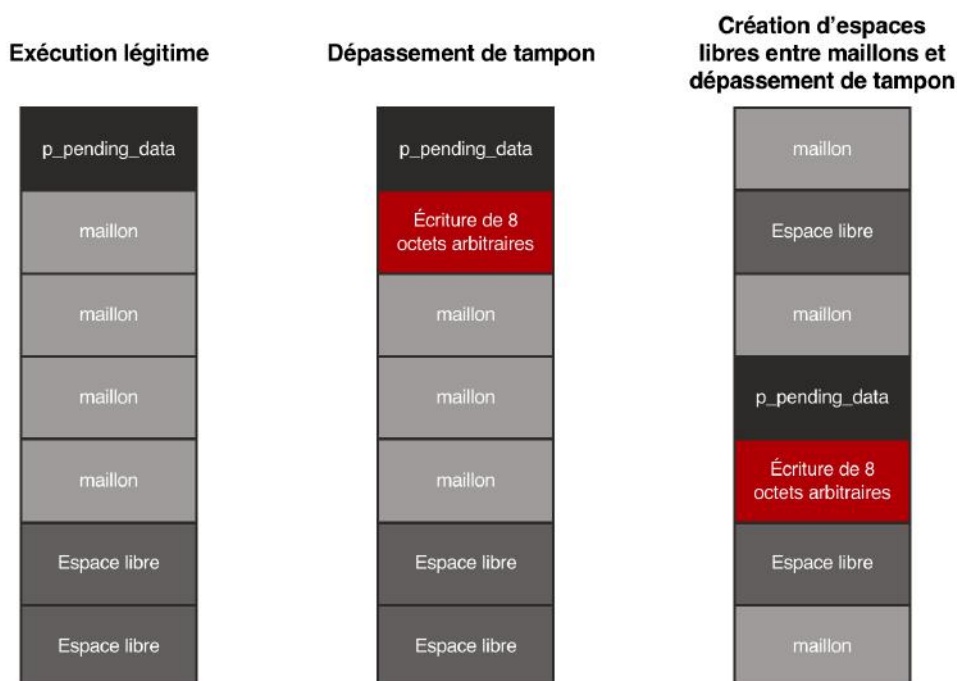 Exécution légitime
p_pending_data
maillon
maillon
maillon
maillon
Espace libre
Espace libre
Dépassement de tampon
p_pending_data
Écriture de 8
octets arbitraires
maillon
maillon
maillon
Espace libre
Espace libre
Création d'espaces
libres entre maillons et
dépassement de tampon
maillon
Espace libre
maillon
p_pending_data
Écriture de 8
octets arbitraires
Espace libre
maillon